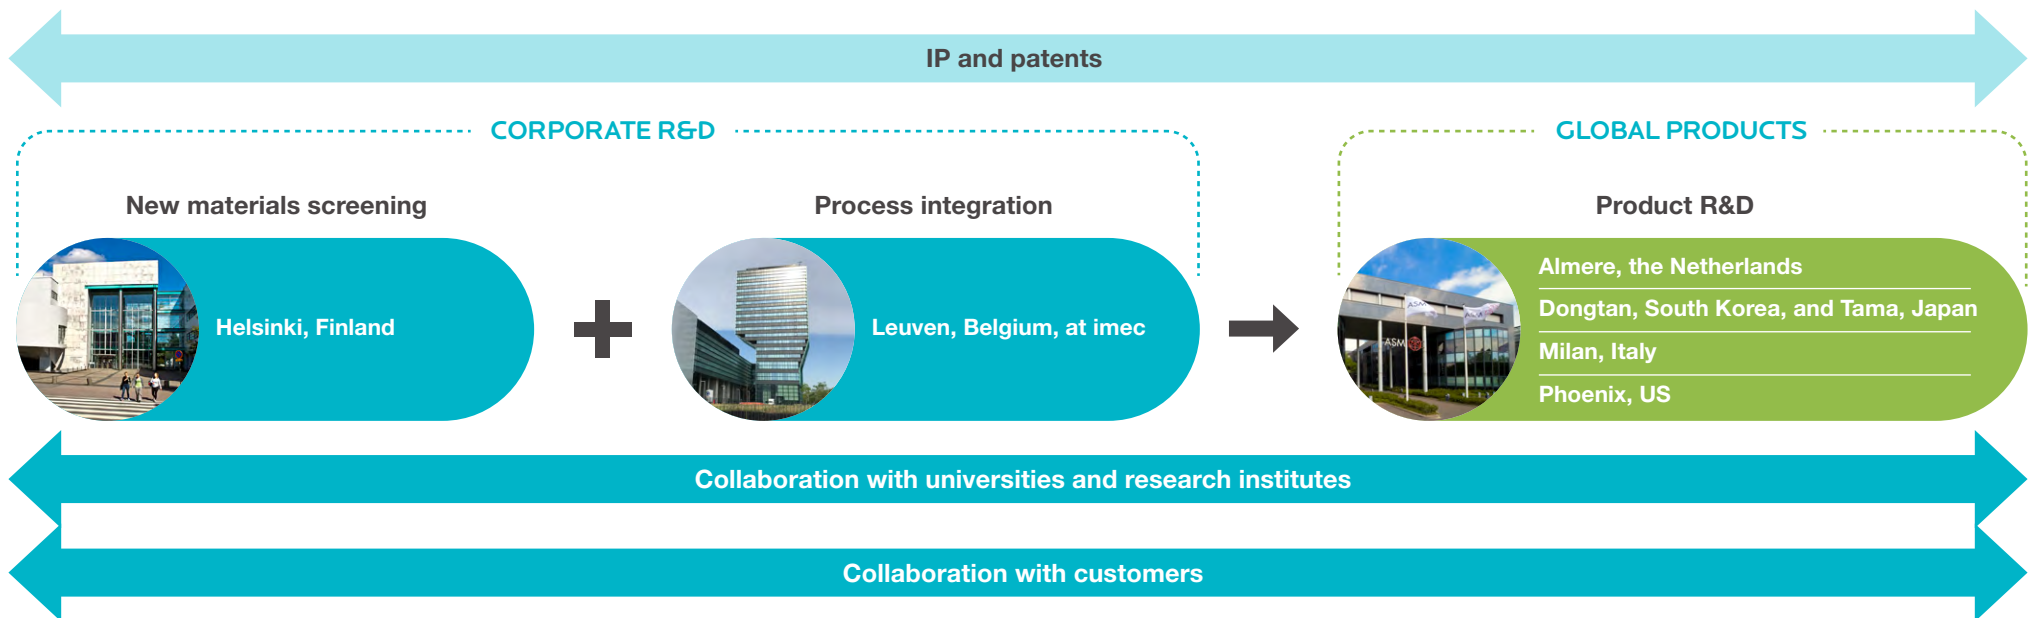 IP and patents
CORPORATE R&D
GLOBAL PRODUCTS
New materials screening
Process integration
Product R&D
Helsinki, Finland
Leuven, Belgium, at imec
Almere, the Netherlands
Dongtan, South Korea, and Tama, Japan
Milan, Italy
Phoenix, US
ASM
ASM
Collaboration with universities and research institutes
Collaboration with customers